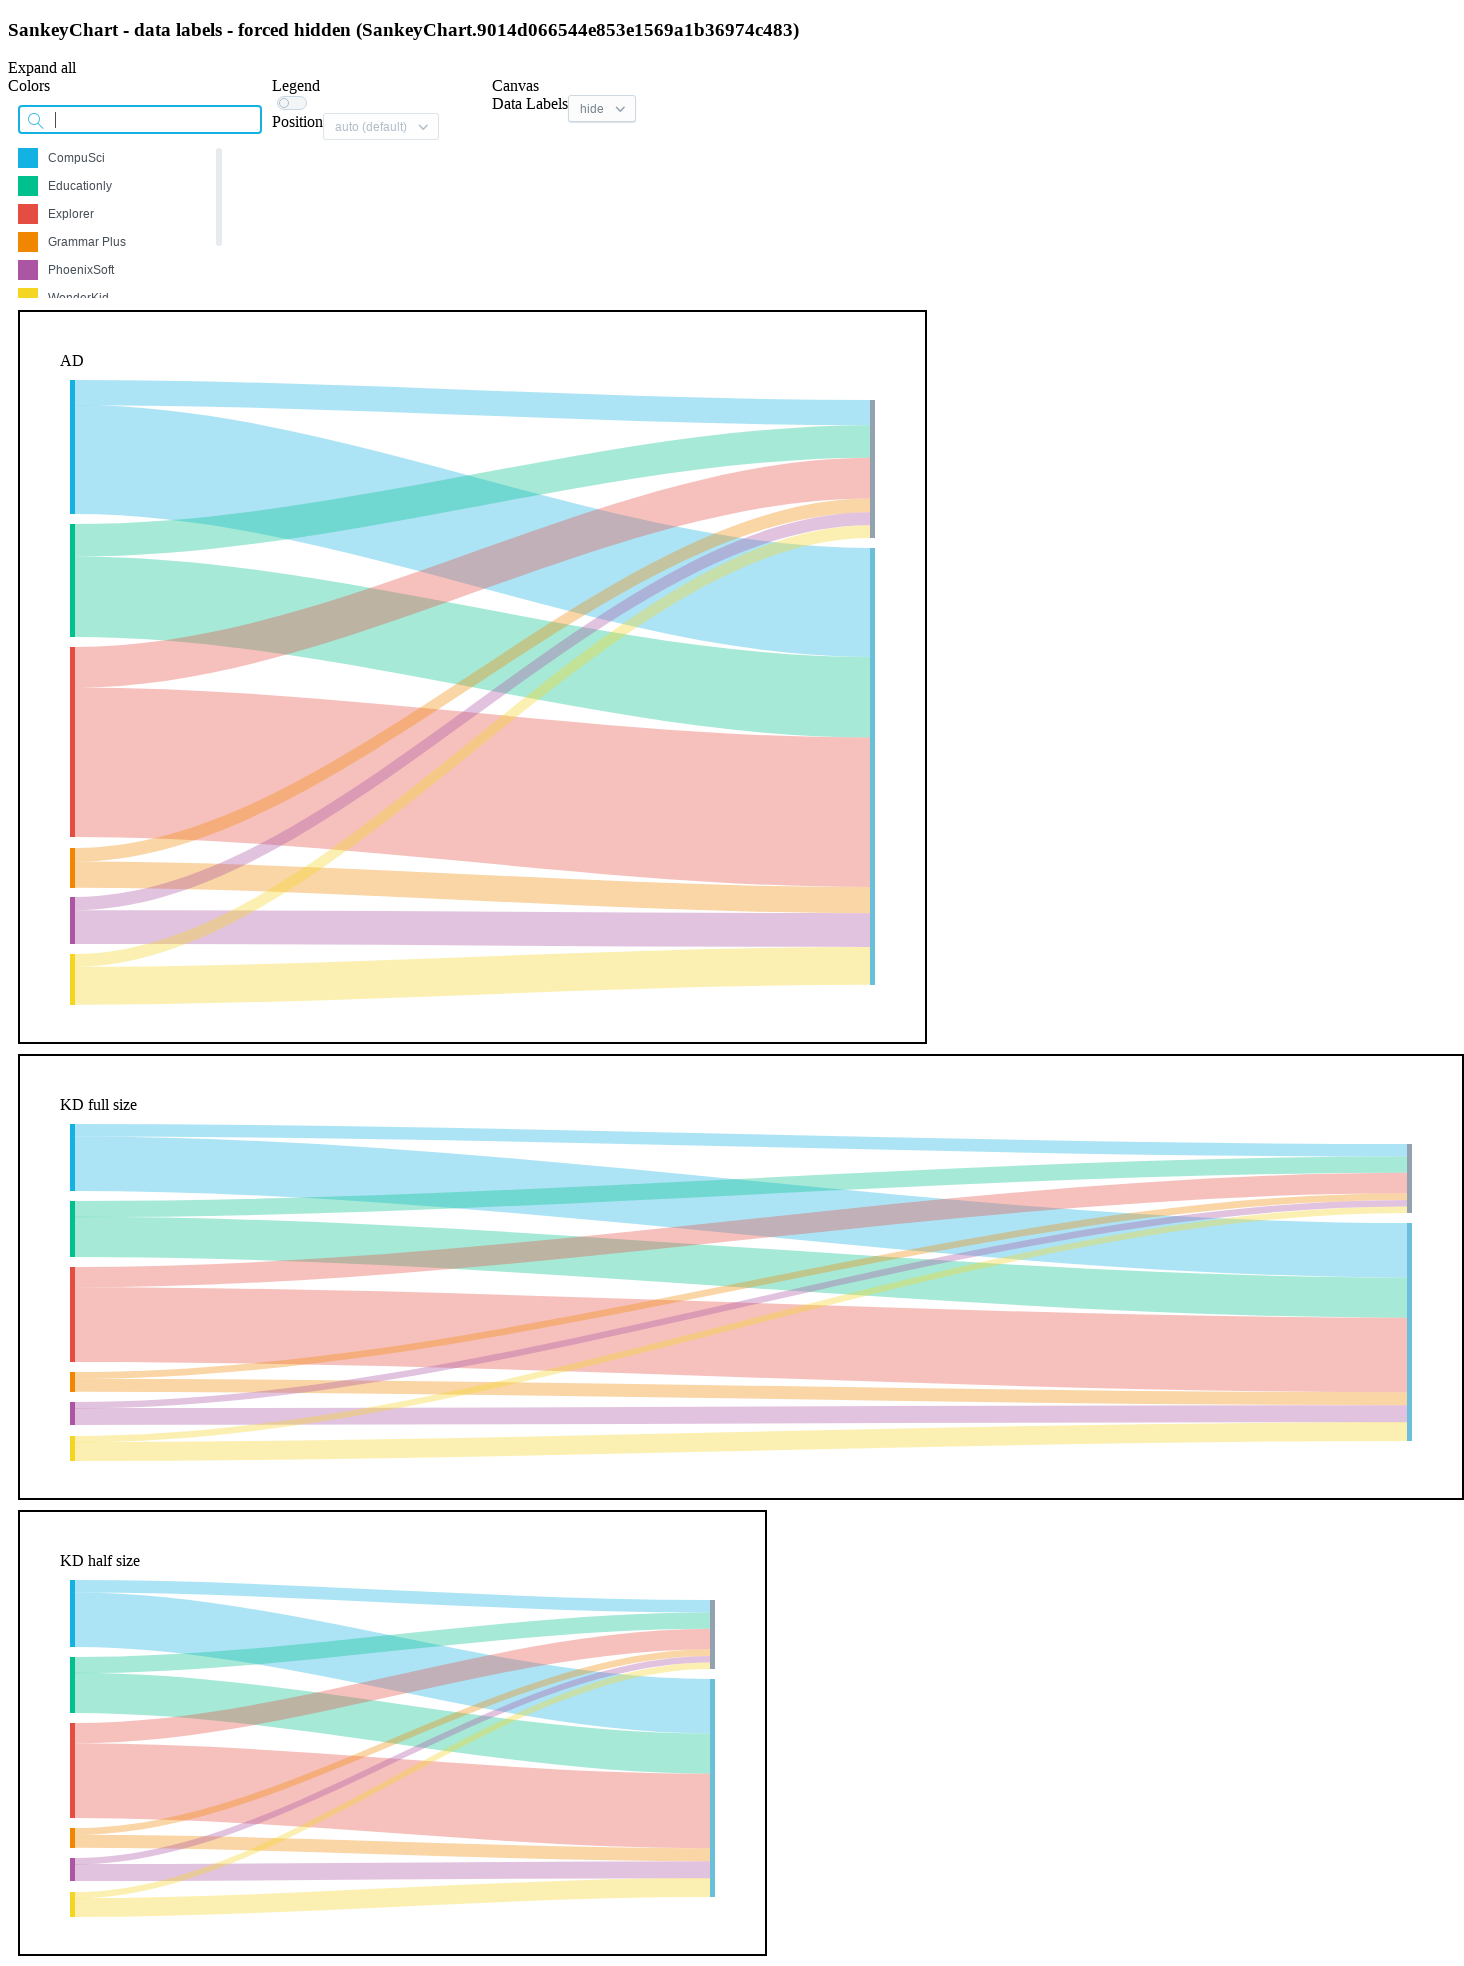 SankeyChart - data labels - forced hidden (SankeyChart.9014d066544e853e1569a1b36974c483)
Expand all
Colors
CompuSci
Educationly
Explorer
Grammar Plus
PhoenixSoft
WonderKid
Legend
Position auto (default)
Canvas
Data Labels hide
AD
KD full size
KD half size